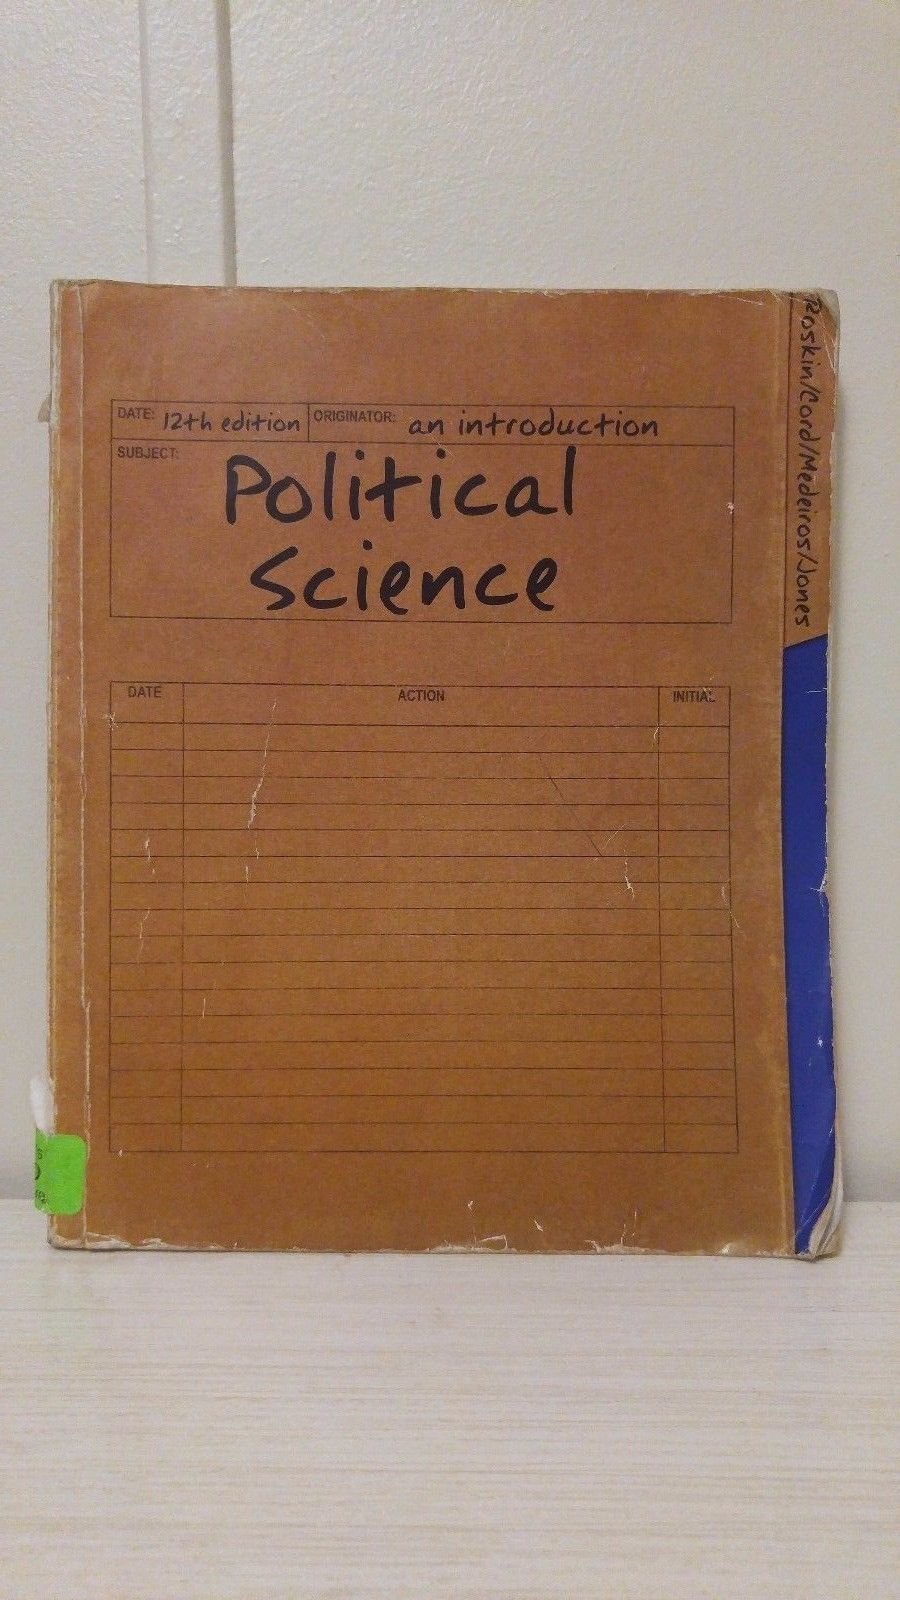 DATE: 12th edition ORIGINATOR: an introduction
SUBJECT: Political
Science
DATE ACTION INITIAL
Roskin/Cord/Medeiros/Jones